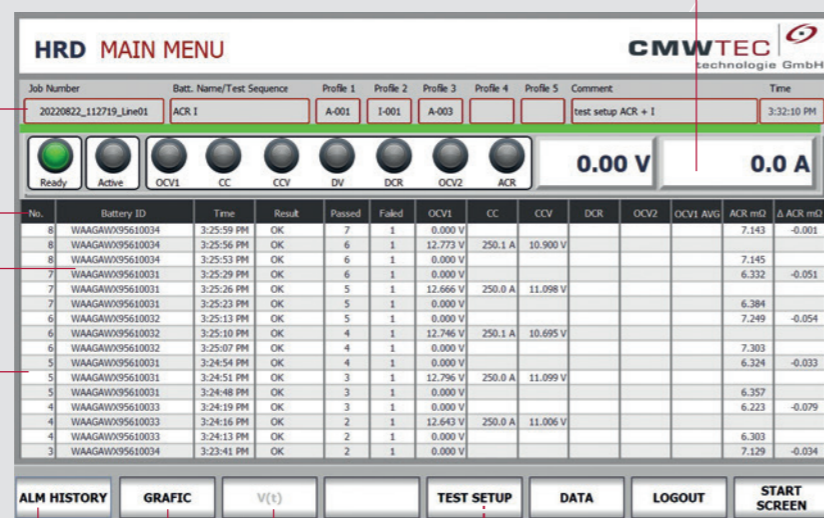 HRD MAIN MENU
CMWTEC
technologie GmbH
Job Number Batt. Name/Test Sequence Profile 1 Profile 2 Profile 3 Profile 4 Profile 5 Comment Time
20220822_112719_Line01 ACR I A-001 I-001 A-003 test setup ACR + I 3:32:10 PM
0.00 V 0.0 A
Ready Active OCV1 CC CCV DV DCR OCV2 ACR
No. Battery ID Time Result Passed Failed OCV1 CC CCV DCR OCV2 OCV1 AVG ACR mΩ Δ ACR mΩ
8 WAAGAWX95610034 3:25:59 PM OK 7 1 0.000 V 7.143 -0.001
8 WAAGAWX95610034 3:25:56 PM OK 6 1 12.773 V 250.1 A 10.900 V
8 WAAGAWX95610034 3:25:53 PM OK 6 1 0.000 V 7.145
7 WAAGAWX95610031 3:25:29 PM OK 6 1 0.000 V 6.332 -0.051
7 WAAGAWX95610031 3:25:26 PM OK 5 1 12.666 V 250.0 A 11.098 V
7 WAAGAWX95610031 3:25:23 PM OK 5 1 0.000 V 6.384
6 WAAGAWX95610032 3:25:13 PM OK 5 1 0.000 V 7.249 -0.054
6 WAAGAWX95610032 3:25:10 PM OK 4 1 12.746 V 250.1 A 10.695 V
6 WAAGAWX95610032 3:25:07 PM OK 4 1 0.000 V 7.303
5 WAAGAWX95610031 3:24:54 PM OK 4 1 0.000 V 6.324 -0.033
5 WAAGAWX95610031 3:24:51 PM OK 3 1 12.796 V 250.0 A 11.099 V
5 WAAGAWX95610031 3:24:48 PM OK 3 1 0.000 V 6.357
4 WAAGAWX95610033 3:24:19 PM OK 3 1 0.000 V 6.223 -0.079
4 WAAGAWX95610033 3:24:16 PM OK 2 1 12.643 V 250.0 A 11.006 V
4 WAAGAWX95610033 3:24:13 PM OK 2 1 0.000 V 6.303
3 WAAGAWX95610034 3:23:41 PM OK 2 1 0.000 V 7.129 -0.034
ALM HISTORY GRAFIC V(t) TEST SETUP DATA LOGOUT START SCREEN